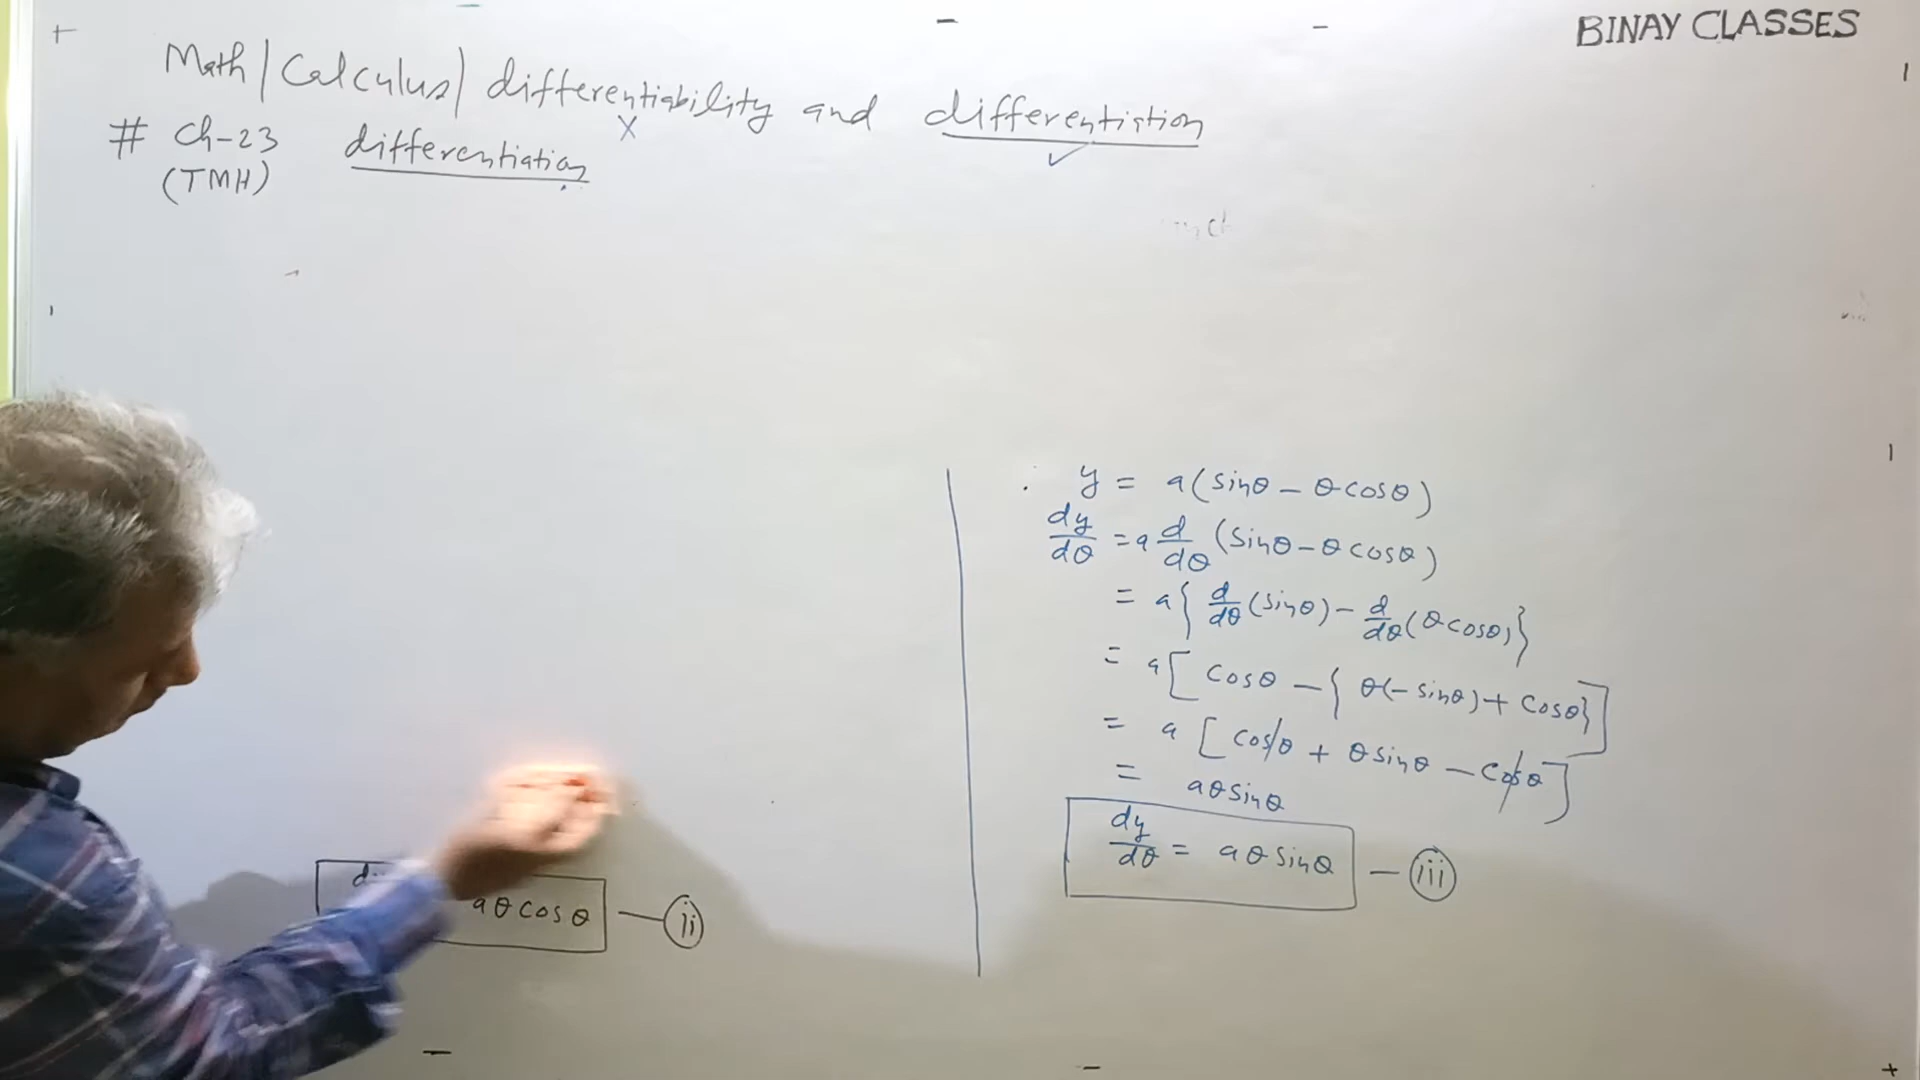 BINAY CLASSES
Math/Calculus/differentiability and differentiation
# Ch-23 differentiation
(TMH)
y = a(sinθ - θcosθ)
dy/dθ = a d/dθ (sinθ - θcosθ)
= a{ d/dθ (sinθ) - d/dθ (θcosθ)}
= a[ cosθ - { θ(-sinθ) + cosθ}]
= a [ cosθ + θsinθ - cosθ ]
= aθsinθ
dy/dθ = aθsinθ — iii
aθcosθ — ii